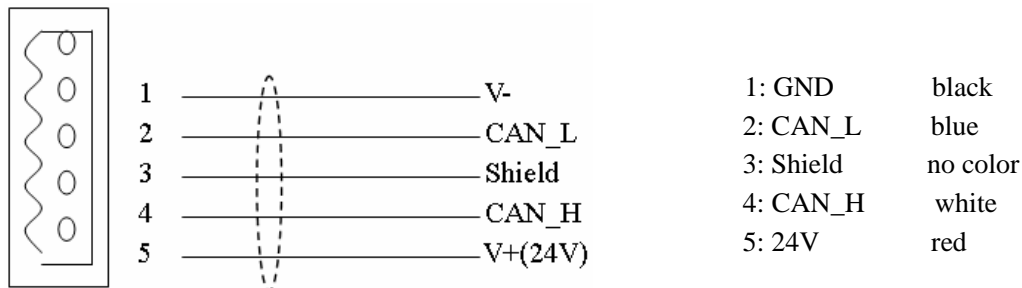 1 V-
2 CAN_L
3 Shield
4 CAN_H
5 V+(24V)
1: GND black
2: CAN_L blue
3: Shield no color
4: CAN_H white
5: 24V red